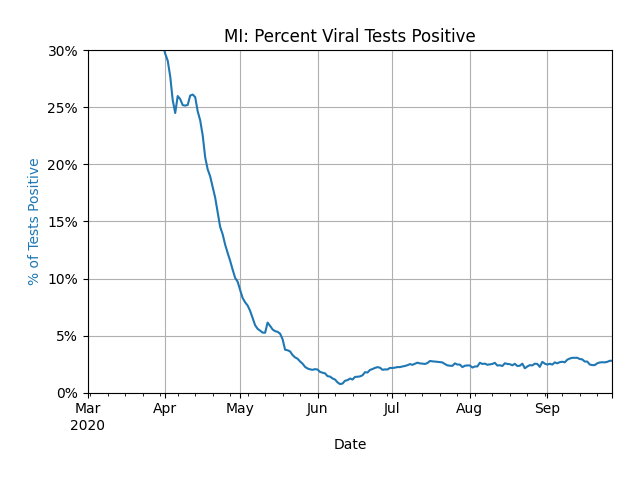 MI: Percent Viral Tests Positive
30%
25%
20%
15%
10%
5%
0%
% of Tests Positive
Mar Apr May Jun Jul Aug Sep
2020
Date